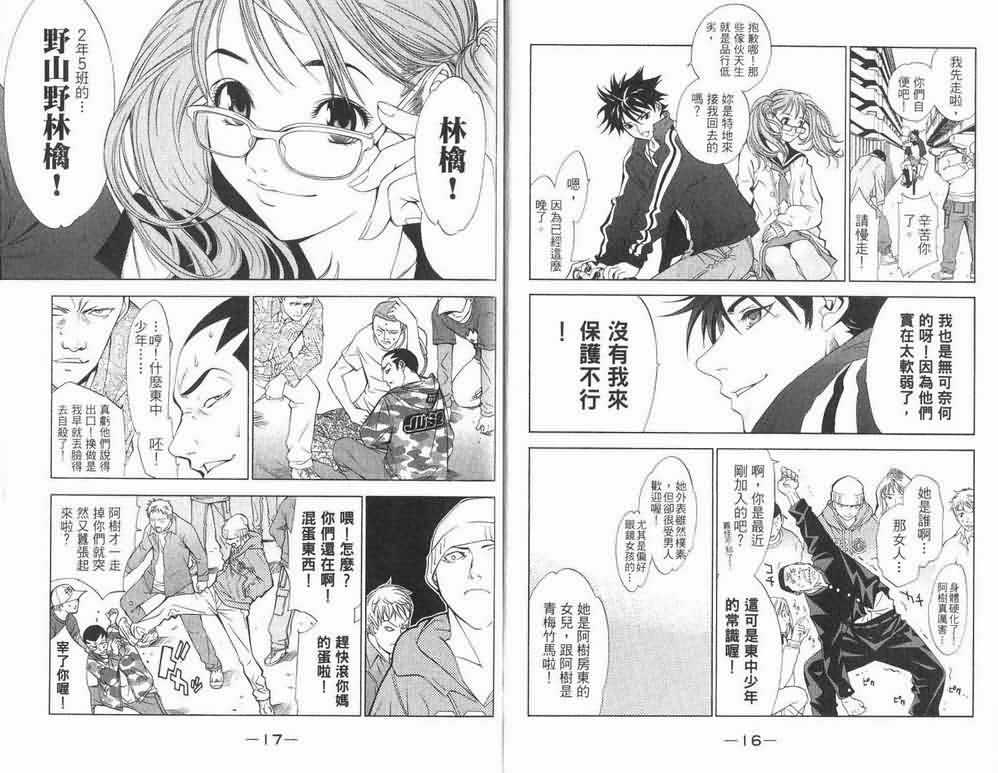 我先走啦，
你們自
便吧！
辛苦你
了。
請慢走！
抱歉哪！那
些傢伙天生
就是品行低
劣，
妳是特地來
接我回去的
嗎？
嗯，
因為已經這麼
晚了。
我也是無可奈何
的呀！因為他們
實在太軟弱了，
沒有我來
保護不行
！
她是誰啊…
那女人…
身體硬化了…
阿樹真厲害…
啊，你是最近
剛加入的吧？
這可是東中少年
的常識喔！
她外表雖然樸素
，但卻很受男人
歡迎喔！
尤其是偏好
眼鏡女孩的…
她是阿樹房東的
女兒，跟阿樹是
青梅竹馬啦！
—16—
林檎！
2年5班的…
野山野林檎！
…哼！什麼東中
少年……
呸！
真虧他們說得
出口！換做是
我早就丟臉得
去自殺了！
喂！怎麼？
你們還在啊！
混蛋東西！
趕快滾你媽
的蛋啦！
阿樹才一走
掉你們就突
然又囂張起
來啦？
宰了你喔！
—17—